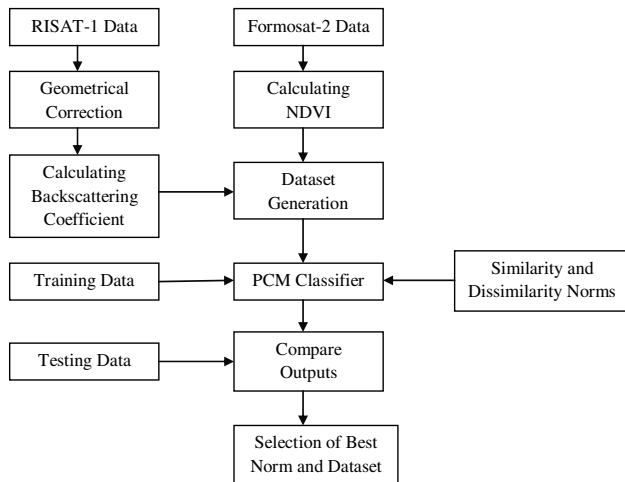 RISAT-1 Data
Formosat-2 Data
Geometrical
Correction
Calculating
NDVI
Calculating
Backscattering
Coefficient
Dataset
Generation
Training Data
PCM Classifier
Similarity and
Dissimilarity Norms
Testing Data
Compare
Outputs
Selection of Best
Norm and Dataset